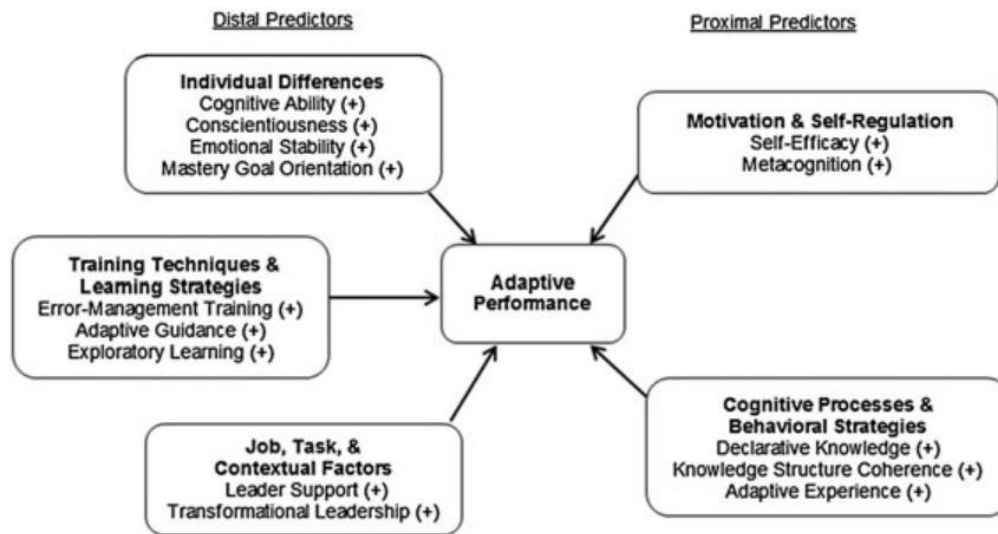 Distal Predictors
Proximal Predictors
Individual Differences
Cognitive Ability (+)
Conscientiousness (+)
Emotional Stability (+)
Mastery Goal Orientation (+)
Motivation & Self-Regulation
Self-Efficacy (+)
Metacognition (+)
Training Techniques &
Learning Strategies
Error-Management Training (+)
Adaptive Guidance (+)
Exploratory Learning (+)
Adaptive
Performance
Job, Task, &
Contextual Factors
Leader Support (+)
Transformational Leadership (+)
Cognitive Processes &
Behavioral Strategies
Declarative Knowledge (+)
Knowledge Structure Coherence (+)
Adaptive Experience (+)